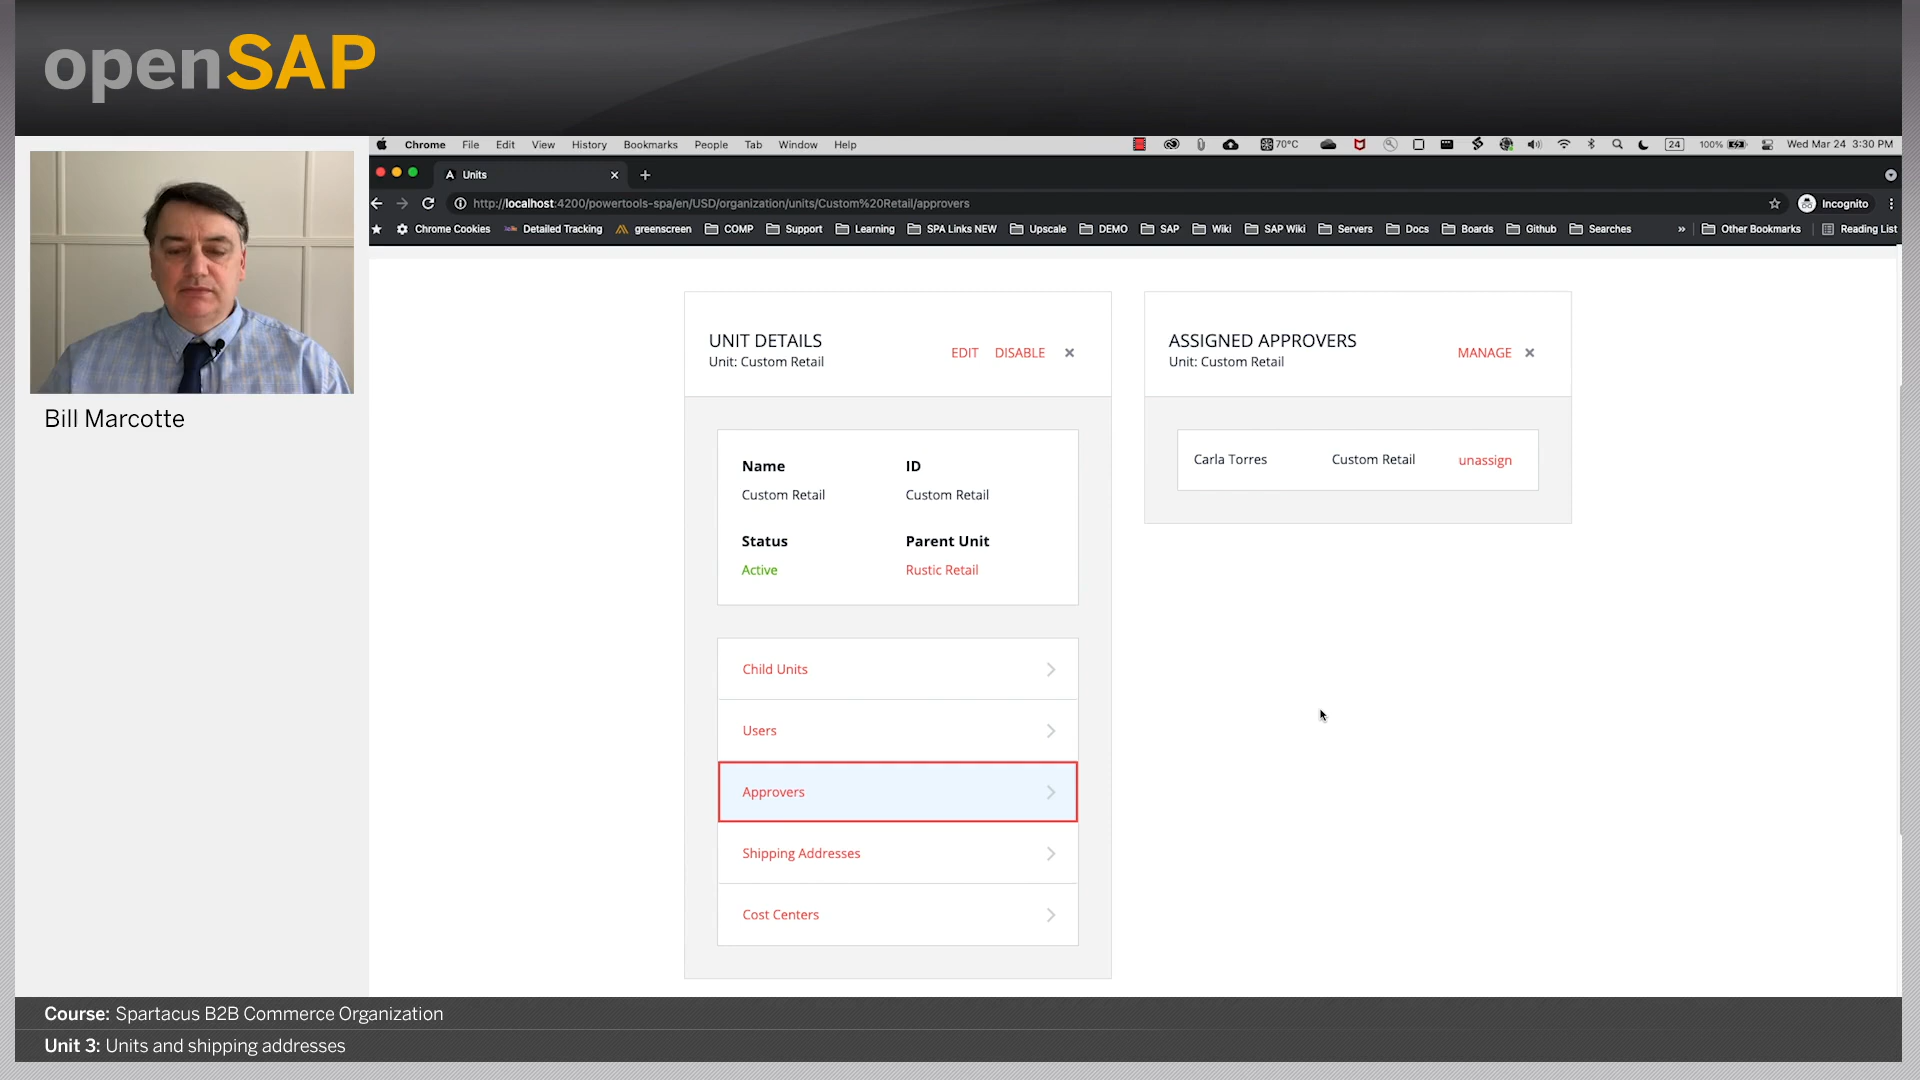 openSAP
Chrome File Edit View History Bookmarks People Tab Window Help
70°C 24 100% Wed Mar 24 3:30 PM
Units
http://localhost:4200/powertools-spa/en/USD/organization/units/Custom%20Retail/approvers
Incognito
Chrome Cookies Detailed Tracking greenscreen COMP Support Learning SPA Links NEW Upscale DEMO SAP Wiki SAP Wiki Servers Docs Boards Github Searches » Other Bookmarks Reading List
Bill Marcotte
UNIT DETAILS
Unit: Custom Retail
EDIT DISABLE
Name ID
Custom Retail Custom Retail
Status Parent Unit
Active Rustic Retail
Child Units
Users
Approvers
Shipping Addresses
Cost Centers
ASSIGNED APPROVERS
Unit: Custom Retail
MANAGE
Carla Torres Custom Retail unassign
Course: Spartacus B2B Commerce Organization
Unit 3: Units and shipping addresses